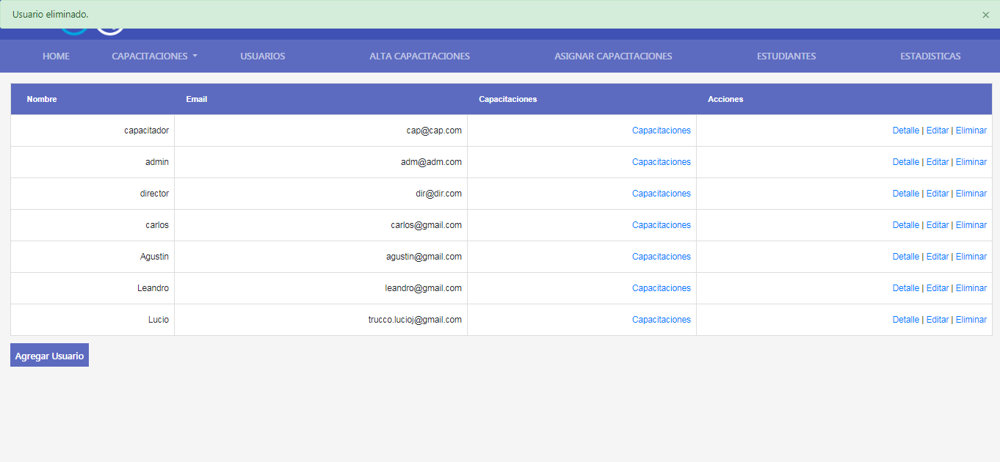 Usuario eliminado. ×
HOME CAPACITACIONES USUARIOS ALTA CAPACITACIONES ASIGNAR CAPACITACIONES ESTUDIANTES ESTADISTICAS
Nombre Email Capacitaciones Acciones
capacitador cap@cap.com Capacitaciones Detalle | Editar | Eliminar
admin adm@adm.com Capacitaciones Detalle | Editar | Eliminar
director dir@dir.com Capacitaciones Detalle | Editar | Eliminar
carlos carlos@gmail.com Capacitaciones Detalle | Editar | Eliminar
Agustin agustin@gmail.com Capacitaciones Detalle | Editar | Eliminar
Leandro leandro@gmail.com Capacitaciones Detalle | Editar | Eliminar
Lucio trucco.lucioj@gmail.com Capacitaciones Detalle | Editar | Eliminar
Agregar Usuario